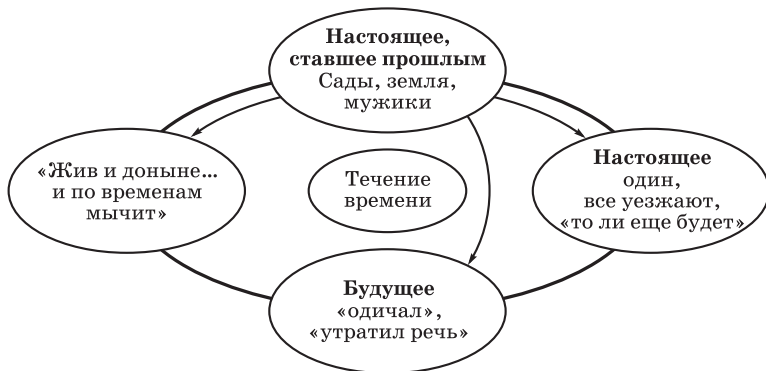 Настоящее,
ставшее прошлым
Сады, земля,
мужики
«Жив и доныне...
и по временам
мычит»
Течение
времени
Настоящее
один,
все уезжают,
«то ли еще будет»
Будущее
«одичал»,
«утратил речь»